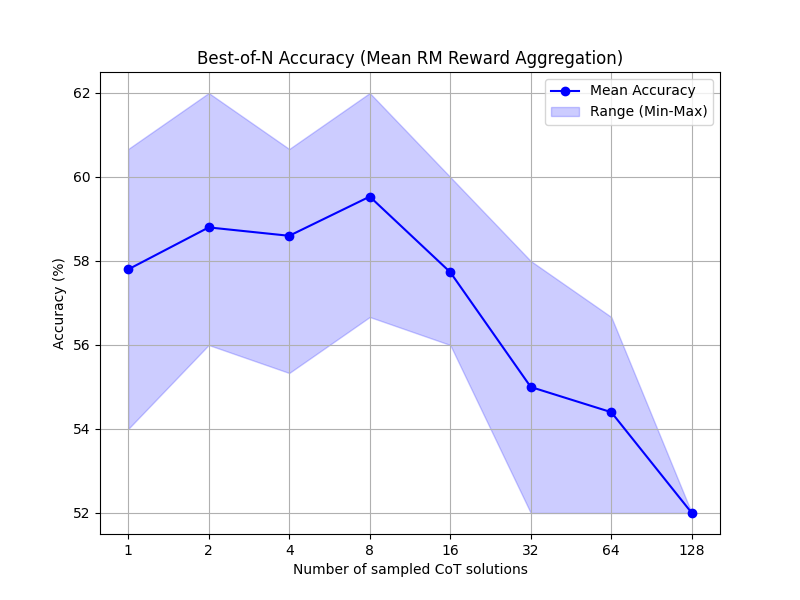 Best-of-N Accuracy (Mean RM Reward Aggregation)
Mean Accuracy
Range (Min-Max)
Accuracy (%)
62
60
58
56
54
52
1 2 4 8 16 32 64 128
Number of sampled CoT solutions